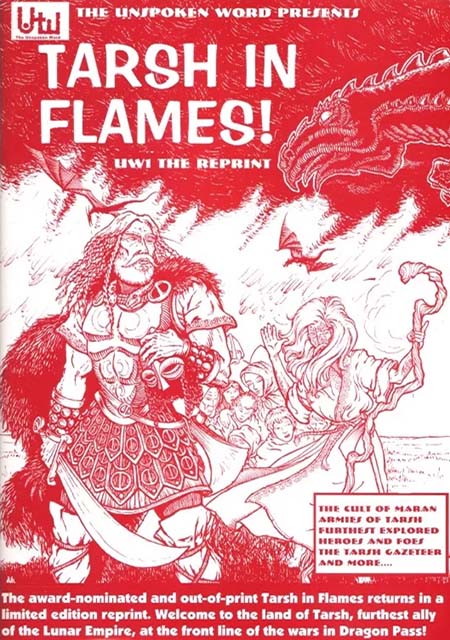 UW
The Unspoken Word
THE UNSPOKEN WORD PRESENTS
TARSH IN
FLAMES!
UW1 THE REPRINT
THE CULT OF MARAN
ARMIES OF TARSH
FURTHEST EXPLORED
HEROES AND FOES
THE TARSH GAZETEER
AND MORE....
The award-nominated and out-of-print Tarsh in Flames returns in a
limited edition reprint. Welcome to the land of Tarsh, furthest ally
of the Lunar Empire, at the front line of the wars in Dragon Pass!